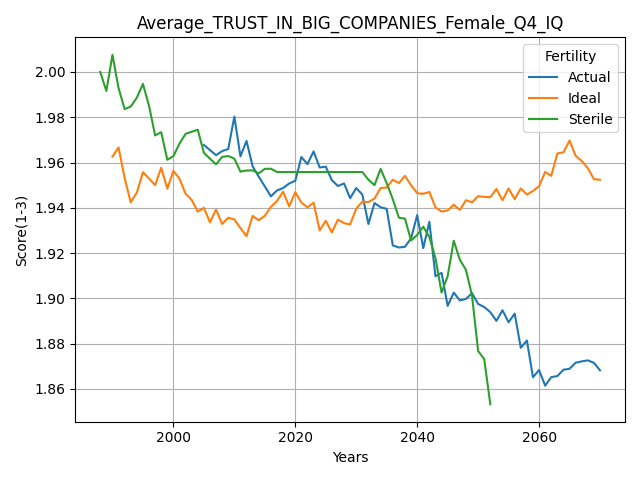 Average_TRUST_IN_BIG_COMPANIES_Female_Q4_IQ
Fertility
Actual
Ideal
Sterile
Score(1-3)
2.00
1.98
1.96
1.94
1.92
1.90
1.88
1.86
2000
2020
2040
2060
Years